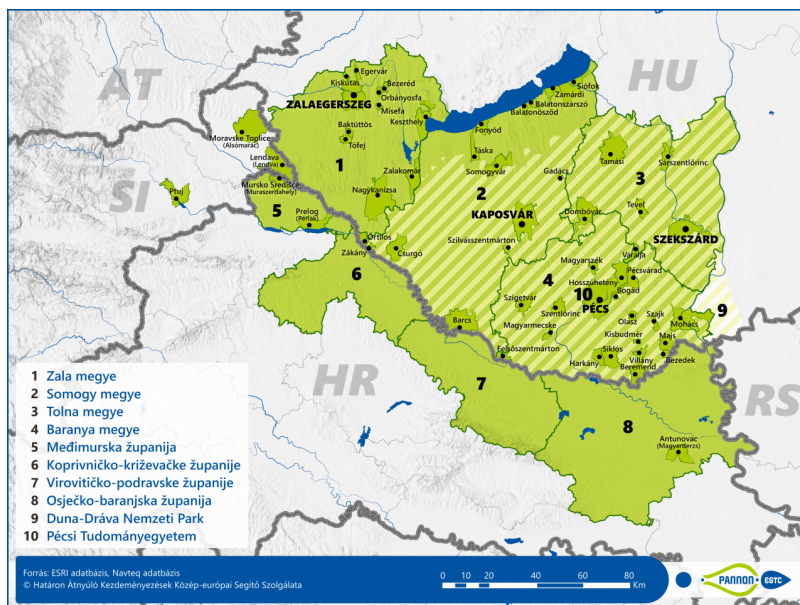 AT
HU
SI
HR
RS
Egervár
Kiskutas
Bezeréd
ZALAEGERSZEG
Orbányosfa
Misefa
Keszthely
Baktüttös
Tófej
1
Zalakomár
Nagykanizsa
Moravske Toplice
(Alsómarác)
Lendava
(Lendva)
Mursko Središće
(Muraszerdahely)
Ptuj
5
Prelog
(Perlak)
Siófok
Zamárdi
Balatonszárszó
Balatonőszöd
Fonyód
Táska
Somogyvár
2
Gadács
KAPOSVÁR
Szilvásszentmárton
Őrtilos
Zákány
Csurgó
Barcs
Tamási
Sárszentlőrinc
3
Tevel
Dombóvár
SZEKSZÁRD
Váralja
Magyarszék
4
Hosszúhetény
Pécsvárad
10
Bogád
PÉCS
Szigetvár
Szentlőrinc
Magyarmecske
Olasz
Szajk
Mohács
9
Kisbudmér
Majs
Felsőszentmárton
Siklós
Harkány
Villány
Bezedek
Beremend
6
7
8
Antunovac
(Magyarderzs)
1 Zala megye
2 Somogy megye
3 Tolna megye
4 Baranya megye
5 Međimurska županija
6 Koprivničko-križevačke županije
7 Virovitičko-podravske županije
8 Osječko-baranjska županija
9 Duna-Dráva Nemzeti Park
10 Pécsi Tudományegyetem
Forrás: ESRI adatbázis, Navteq adatbázis
© Határon Átnyúló Kezdeményezések Közép-európai Segítő Szolgálata
0 10 20 40 60 80
Km
PANNON EGTC